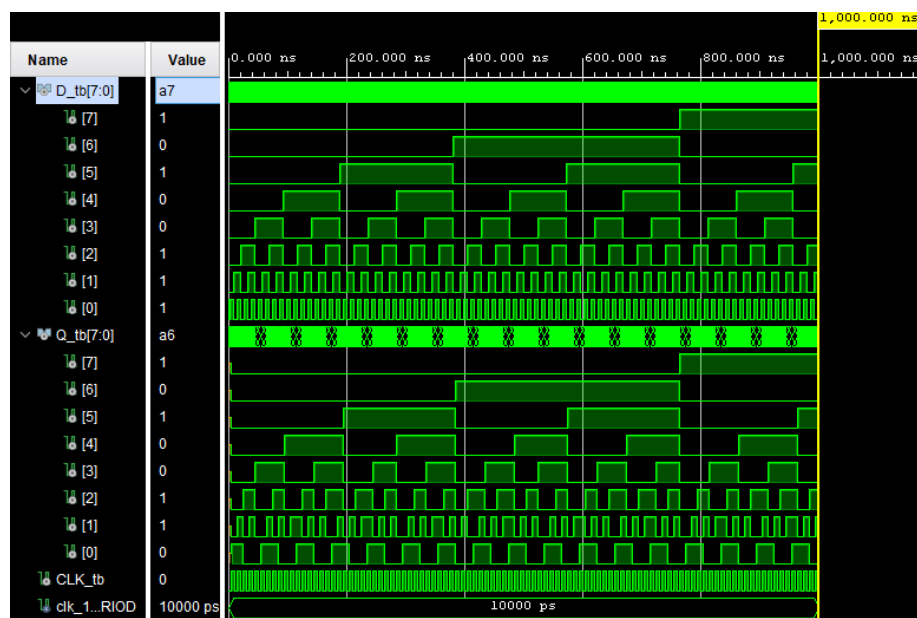 1,000.000 ns
Name Value 0.000 ns 200.000 ns 400.000 ns 600.000 ns 800.000 ns 1,000.000 ns
D_tb[7:0] a7
[7] 1
[6] 0
[5] 1
[4] 0
[3] 0
[2] 1
[1] 1
[0] 1
Q_tb[7:0] a6
[7] 1
[6] 0
[5] 1
[4] 0
[3] 0
[2] 1
[1] 1
[0] 0
CLK_tb 0
clk_1...RIOD 10000 ps 10000 ps